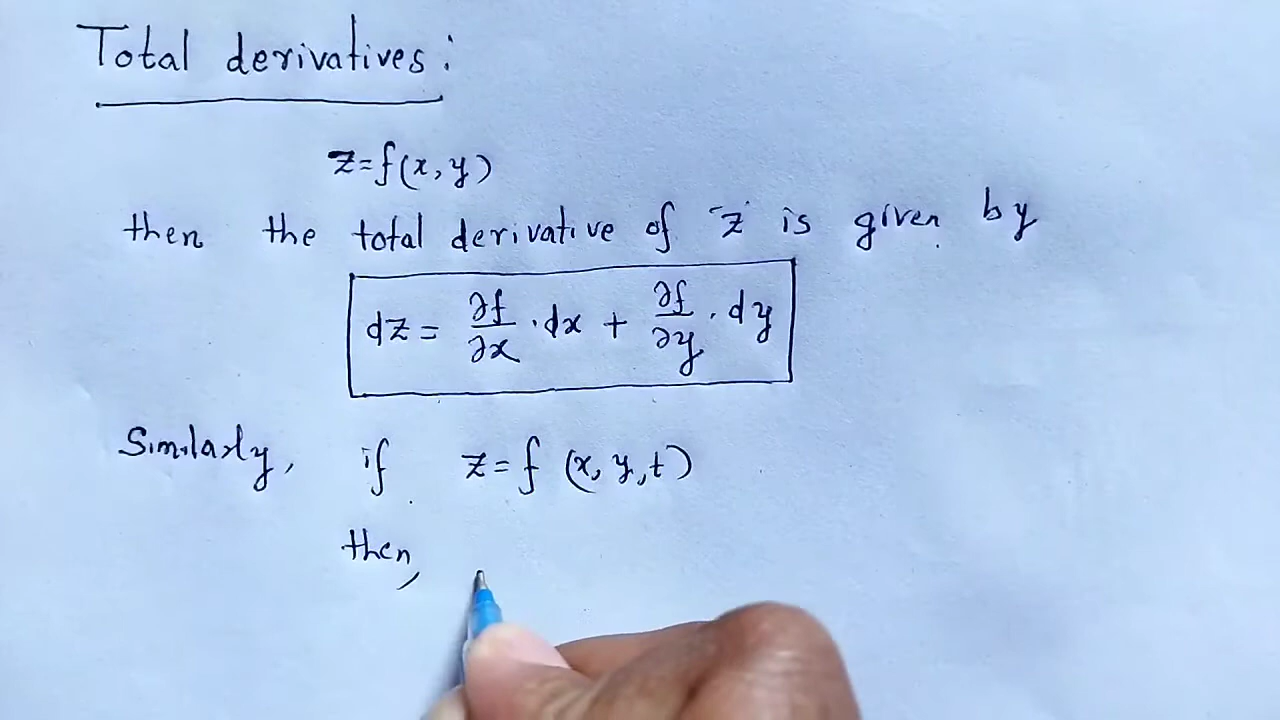 Total derivatives:
z=f(x,y)
then the total derivative of 'z' is given by
dz = ∂f/∂x · dx + ∂f/∂y · dy
Similarly, if z=f (x, y, t)
then,